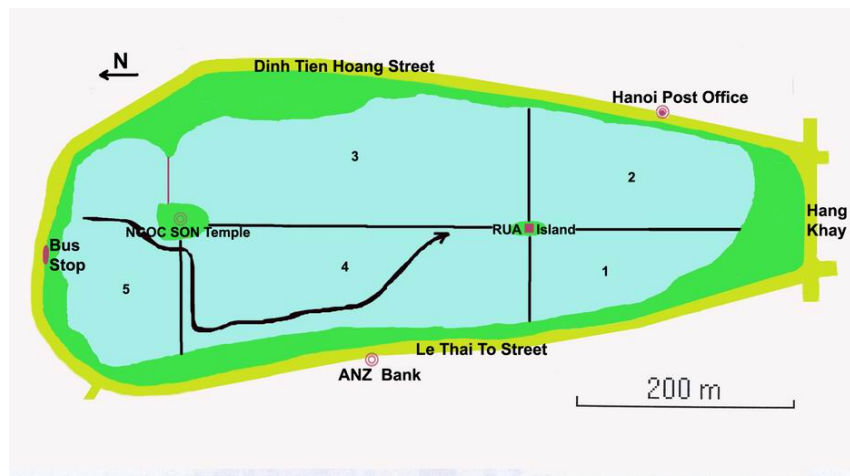 N
Dinh Tien Hoang Street
Hanoi Post Office
3
2
Hang
Khay
NGOC SON Temple
RUA Island
Bus
Stop
4
1
5
Le Thai To Street
ANZ Bank
200 m